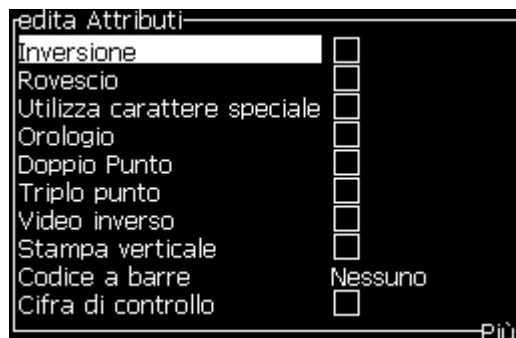 edita Attributi
Inversione
Rovescio
Utilizza carattere speciale
Orologio
Doppio Punto
Triplo punto
Video inverso
Stampa verticale
Codice a barre Nessuno
Cifra di controllo
Più